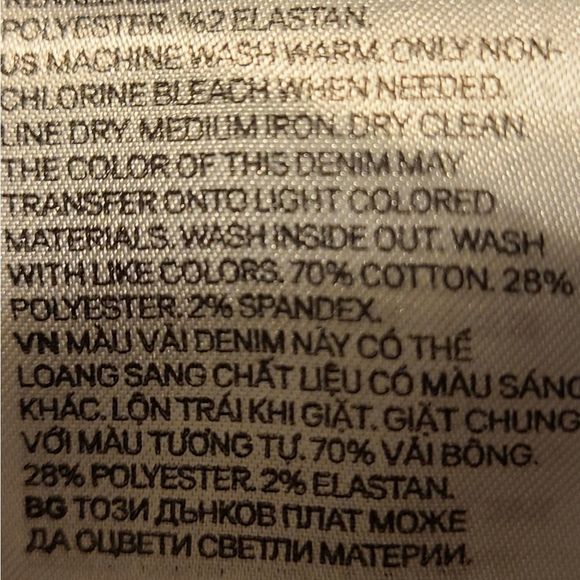 POLYESTER. %2 ELASTAN.
US MACHINE WASH WARM. ONLY NON-
CHLORINE BLEACH WHEN NEEDED.
LINE DRY. MEDIUM IRON. DRY CLEAN.
THE COLOR OF THIS DENIM MAY
TRANSFER ONTO LIGHT COLORED
MATERIALS. WASH INSIDE OUT. WASH
WITH LIKE COLORS. 70% COTTON. 28%
POLYESTER. 2% SPANDEX.
VN MÀU VẢI DENIM NÀY CÓ THỂ
LOANG SANG CHẤT LIỆU CÓ MÀU SÁNG
KHÁC. LỘN TRÁI KHI GIẶT. GIẶT CHUNG
VỚI MÀU TƯƠNG TỰ. 70% VẢI BÔNG.
28% POLYESTER. 2% ELASTAN.
BG ТОЗИ ДЪНКОВ ПЛАТ МОЖЕ
ДА ОЦВЕТИ СВЕТЛИ МАТЕРИИ.